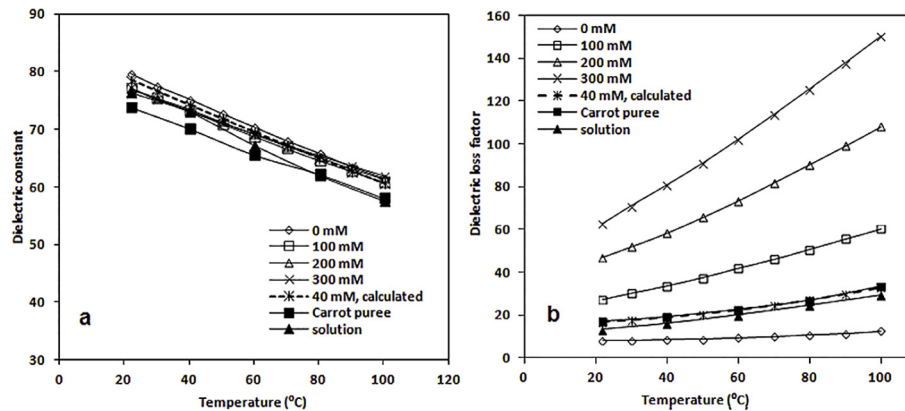 90
80
70
60
50
40
30
0 20 40 60 80 100 120
Dielectric constant
Temperature (°C)
0 mM
100 mM
200 mM
300 mM
40 mM, calculated
Carrot puree
solution
a
160
140
120
100
80
60
40
20
0
0 20 40 60 80 100
Dielectric loss factor
Temperature (°C)
0 mM
100 mM
200 mM
300 mM
40 mM, calculated
Carrot puree
solution
b